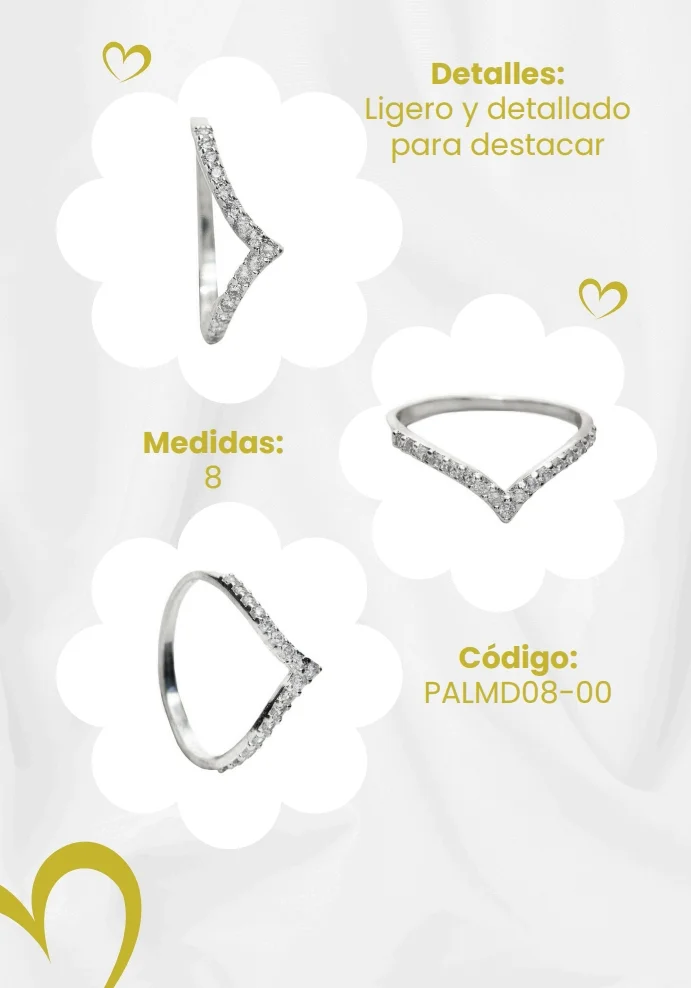 Detalles:
Ligero y detallado
para destacar
Medidas:
8
Código:
PALMD08-00